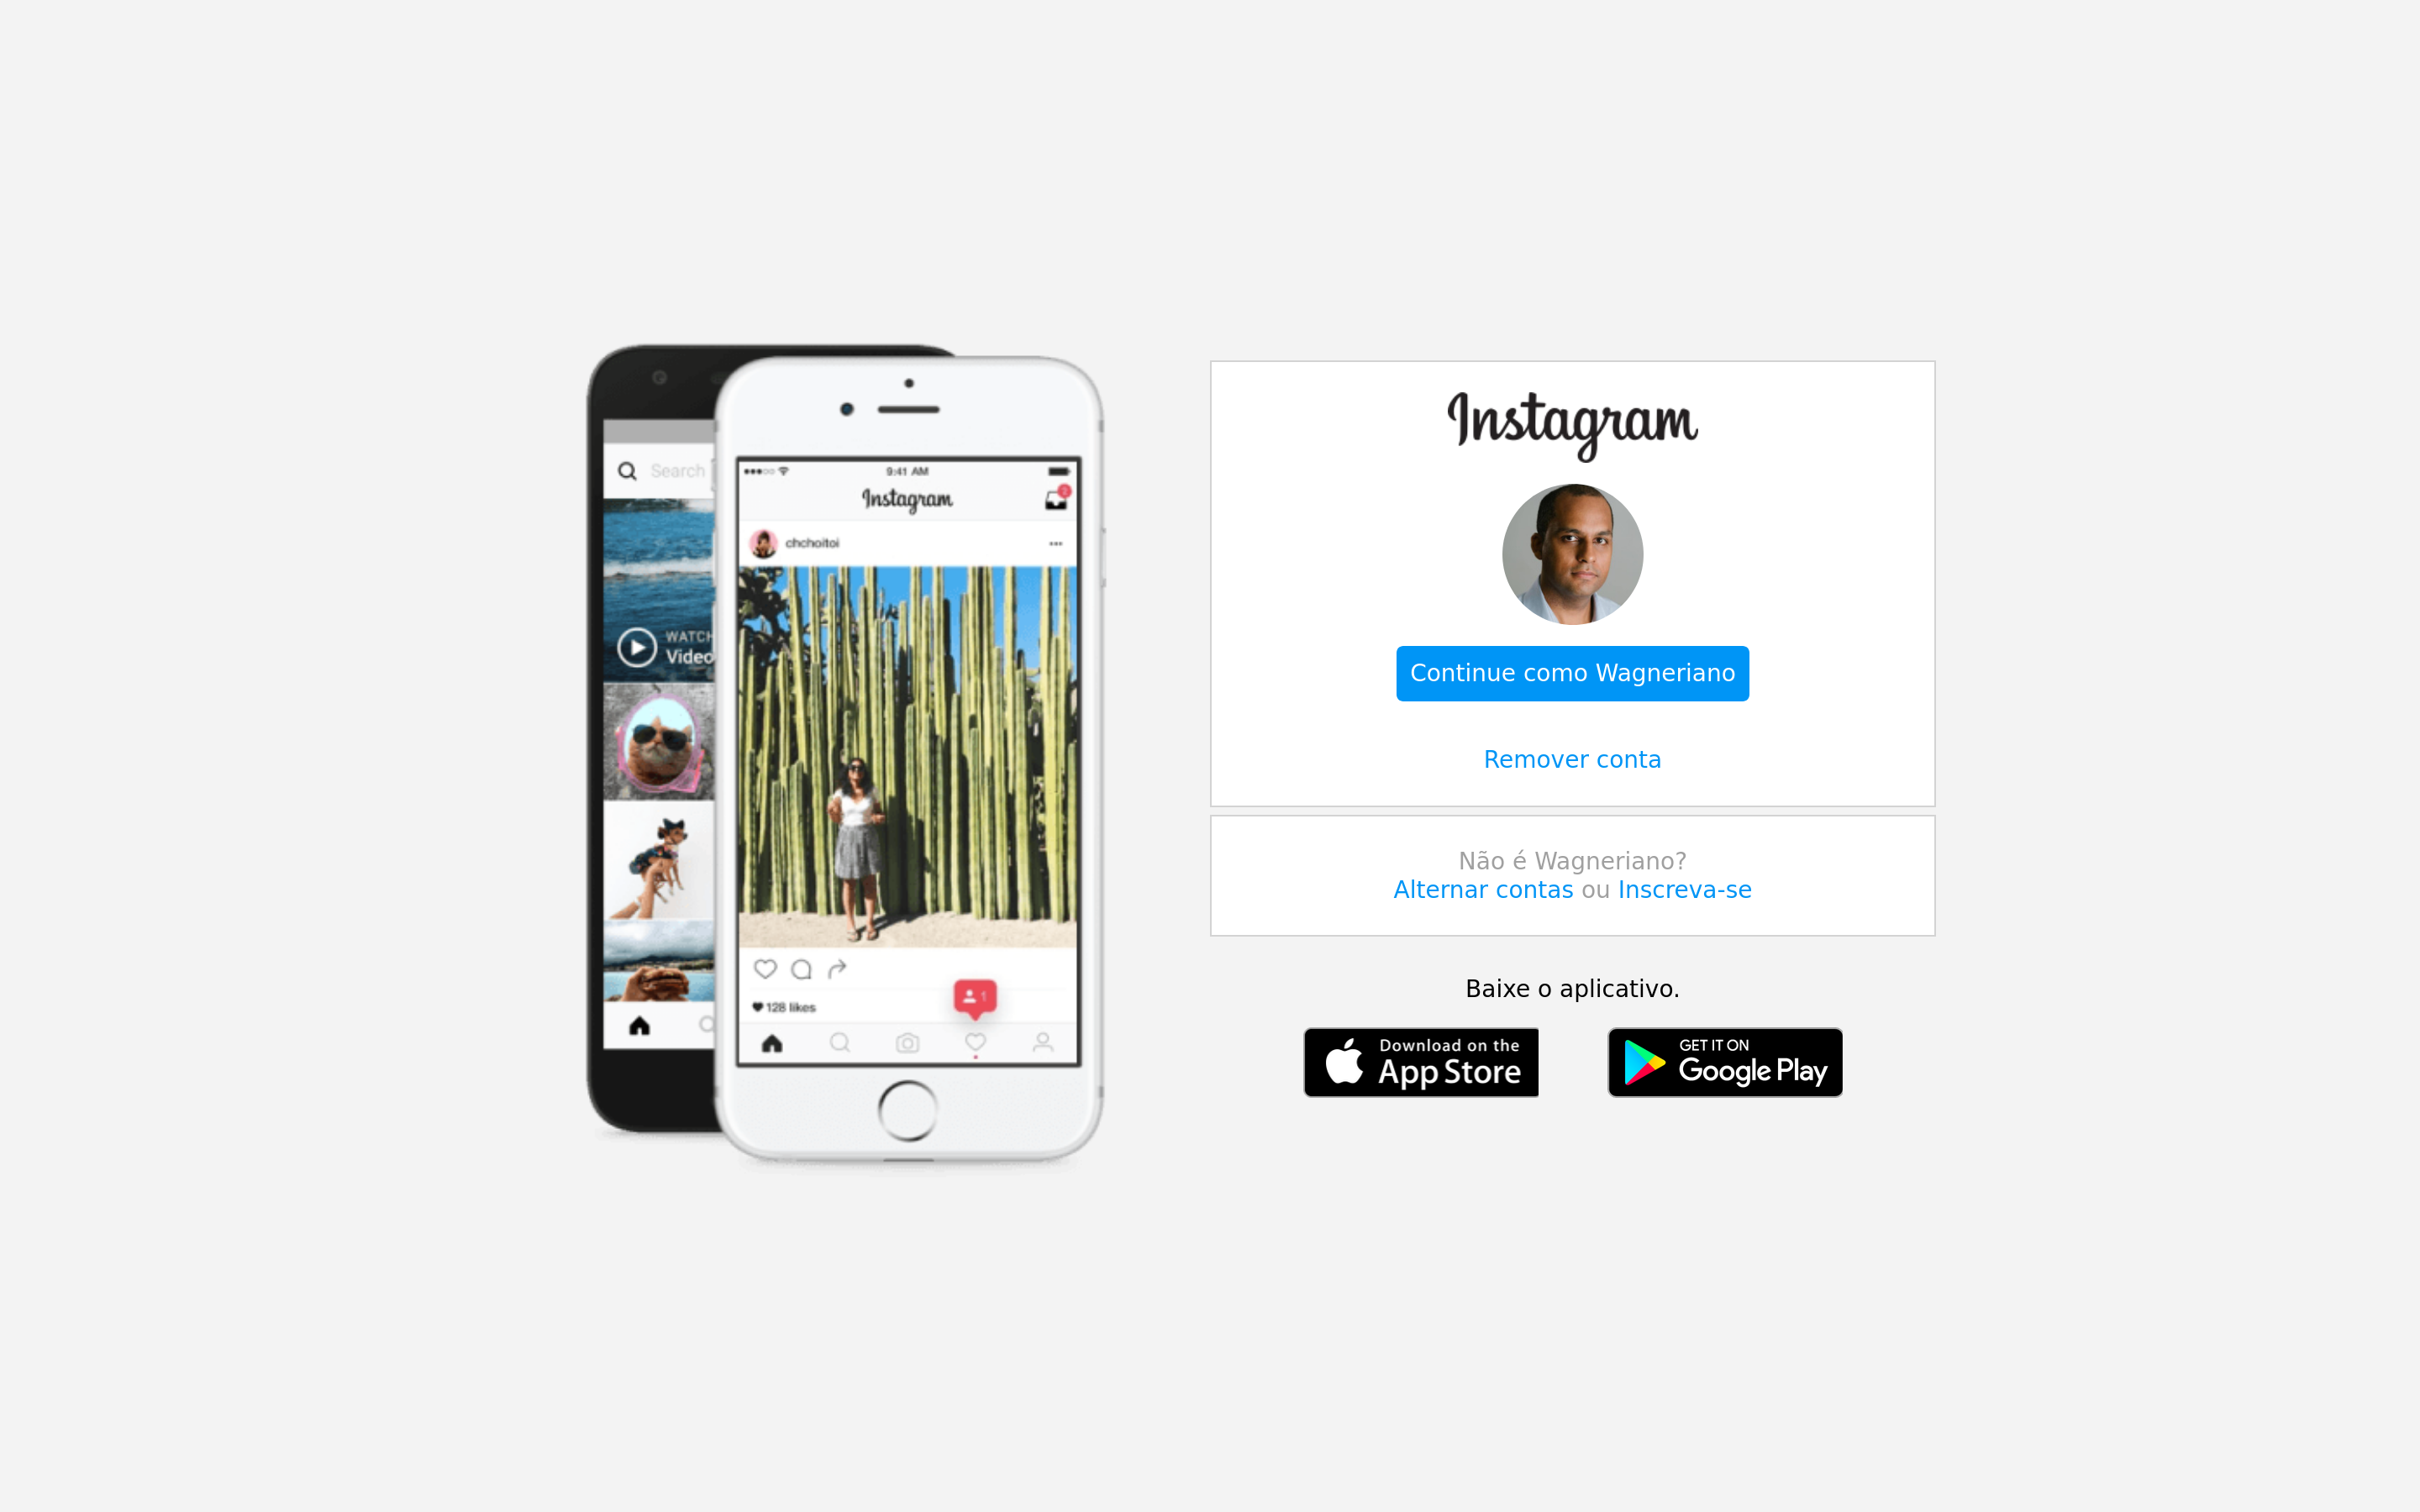 Search
WATCH
Video
9:41 AM
Instagram
chchoitoi
128 likes
1
Instagram
Continue como Wagneriano
Remover conta
Não é Wagneriano?
Alternar contas ou Inscreva-se
Baixe o aplicativo.
Download on the
App Store
GET IT ON
Google Play